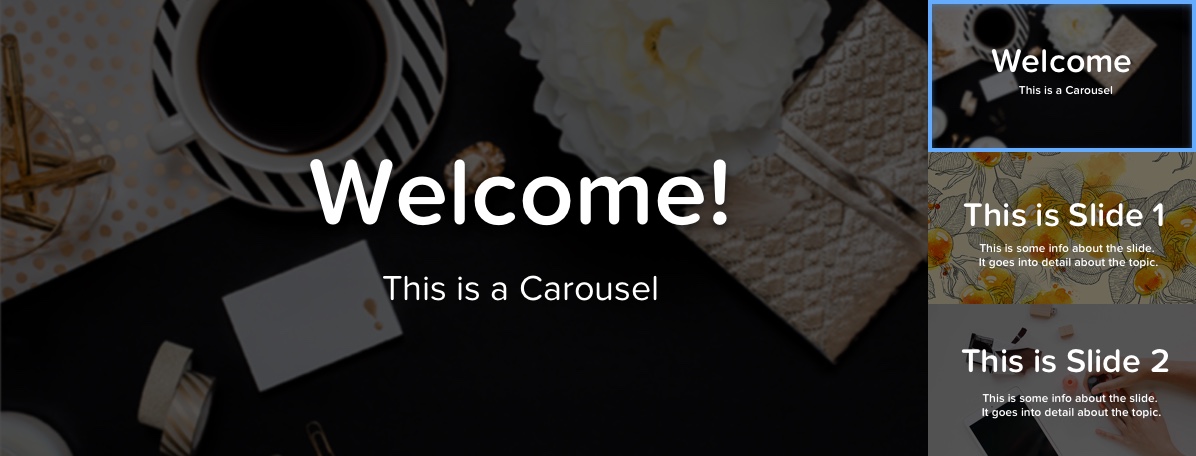 Welcome!
This is a Carousel
Welcome
This is a Carousel
This is Slide 1
This is some info about the slide.
It goes into detail about the topic.
This is Slide 2
This is some info about the slide.
It goes into detail about the topic.